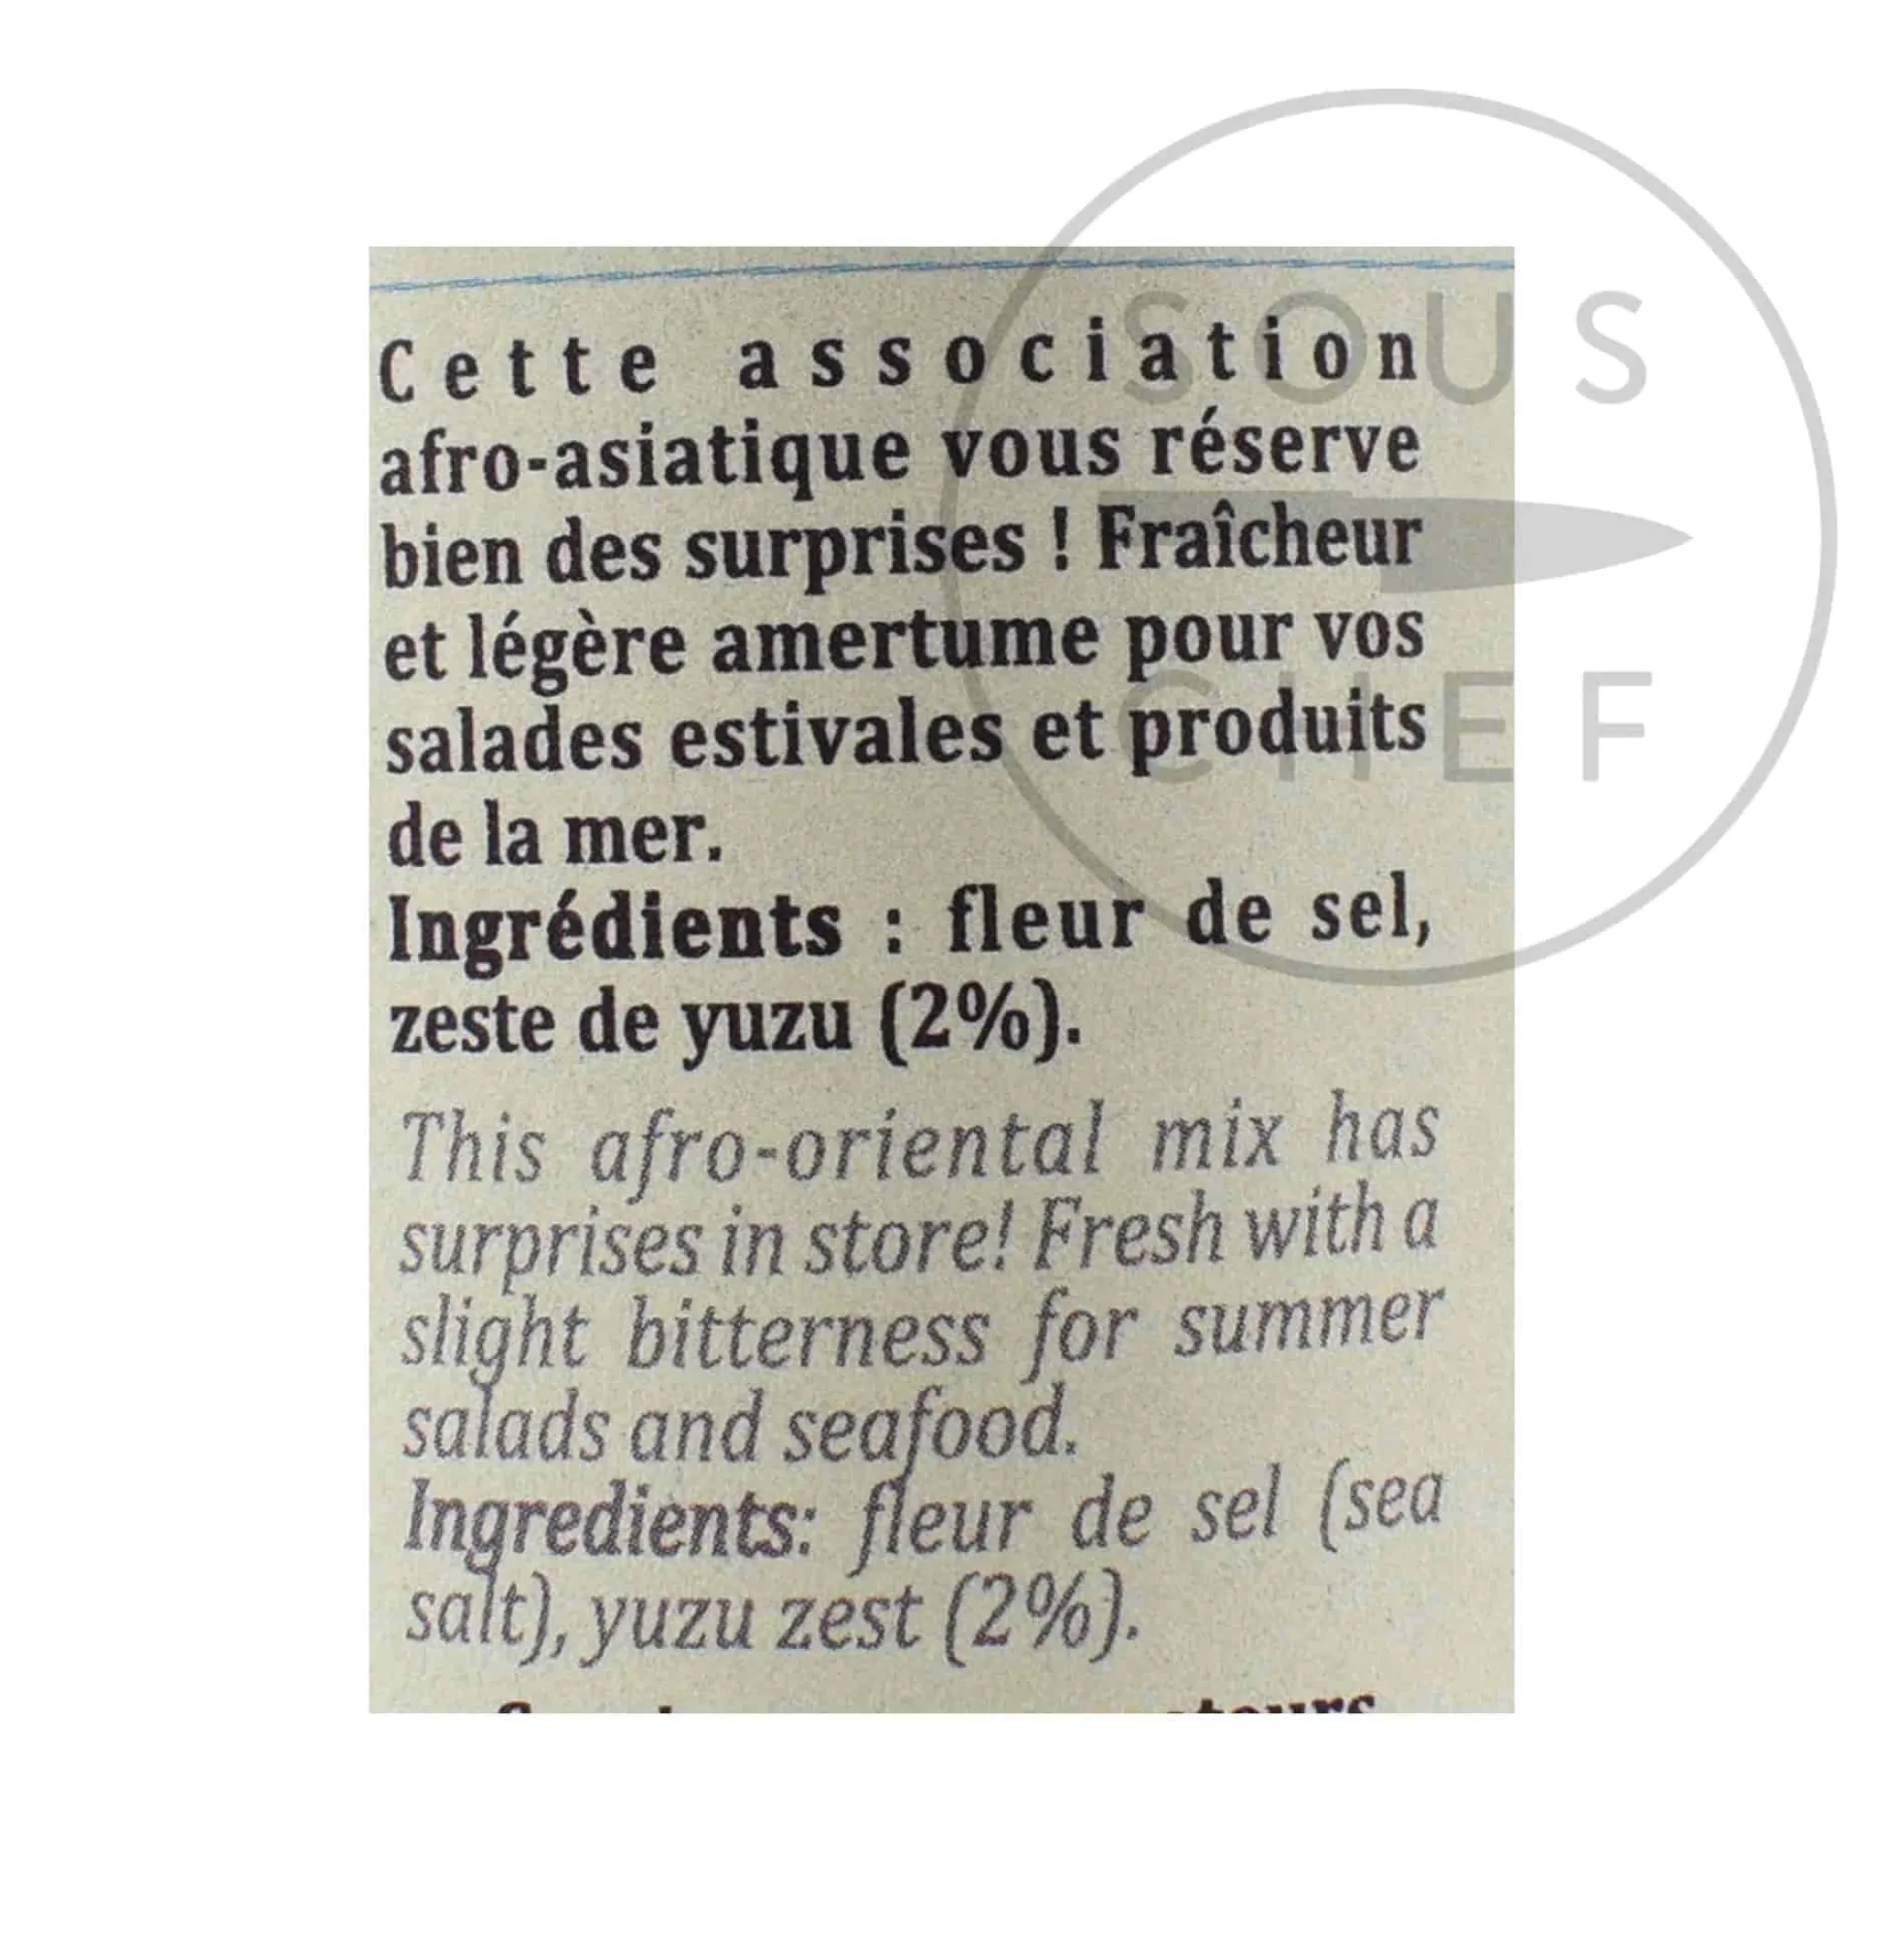 SOUS
CHEF
Cette association
afro-asiatique vous réserve
bien des surprises ! Fraîcheur
et légère amertume pour vos
salades estivales et produits
de la mer.
Ingrédients : fleur de sel,
zeste de yuzu (2%).
This afro-oriental mix has
surprises in store! Fresh with a
slight bitterness for summer
salads and seafood.
Ingredients: fleur de sel (sea
salt), yuzu zest (2%).